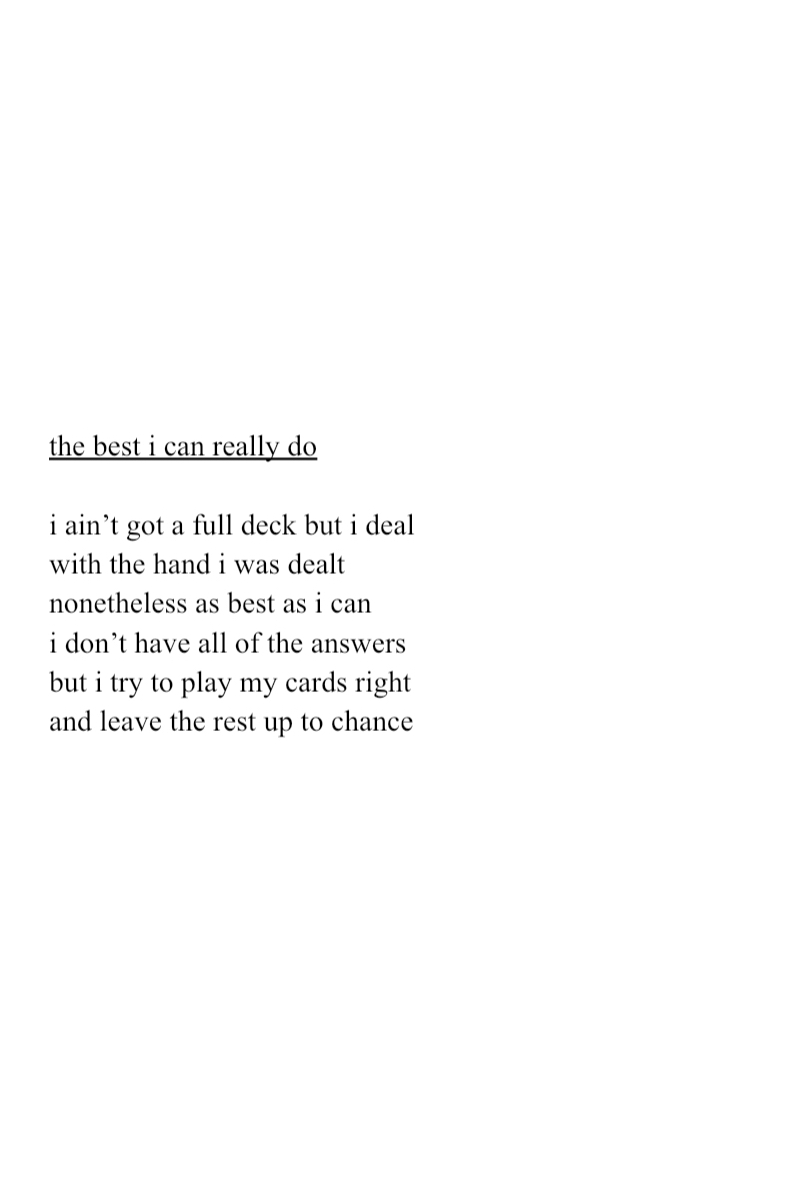 the best i can really do
i ain’t got a full deck but i deal
with the hand i was dealt
nonetheless as best as i can
i don’t have all of the answers
but i try to play my cards right
and leave the rest up to chance